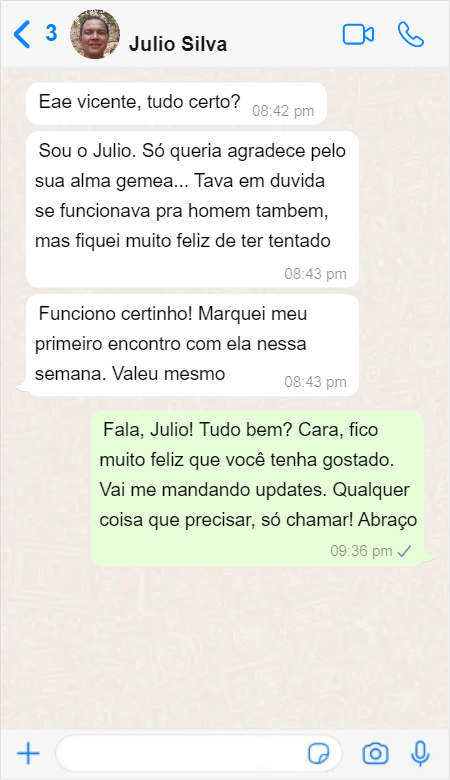 3
Julio Silva
Eae vicente, tudo certo?
08:42 pm
Sou o Julio. Só queria agradece pelo
sua alma gemea... Tava em duvida
se funcionava pra homem tambem,
mas fiquei muito feliz de ter tentado
08:43 pm
Funciono certinho! Marquei meu
primeiro encontro com ela nessa
semana. Valeu mesmo
08:43 pm
Fala, Julio! Tudo bem? Cara, fico
muito feliz que você tenha gostado.
Vai me mandando updates. Qualquer
coisa que precisar, só chamar! Abraço
09:36 pm